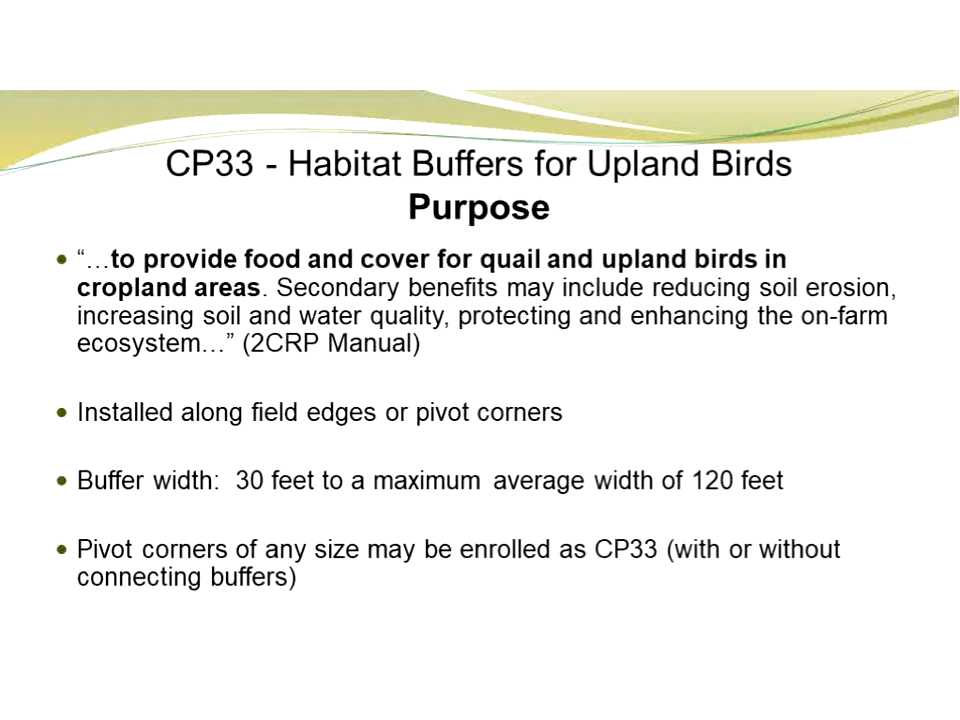 CP33 - Habitat Buffers for Upland Birds
Purpose
• “…to provide food and cover for quail and upland birds in
cropland areas. Secondary benefits may include reducing soil erosion,
increasing soil and water quality, protecting and enhancing the on-farm
ecosystem…” (2CRP Manual)
• Installed along field edges or pivot corners
• Buffer width:  30 feet to a maximum average width of 120 feet
• Pivot corners of any size may be enrolled as CP33 (with or without
connecting buffers)